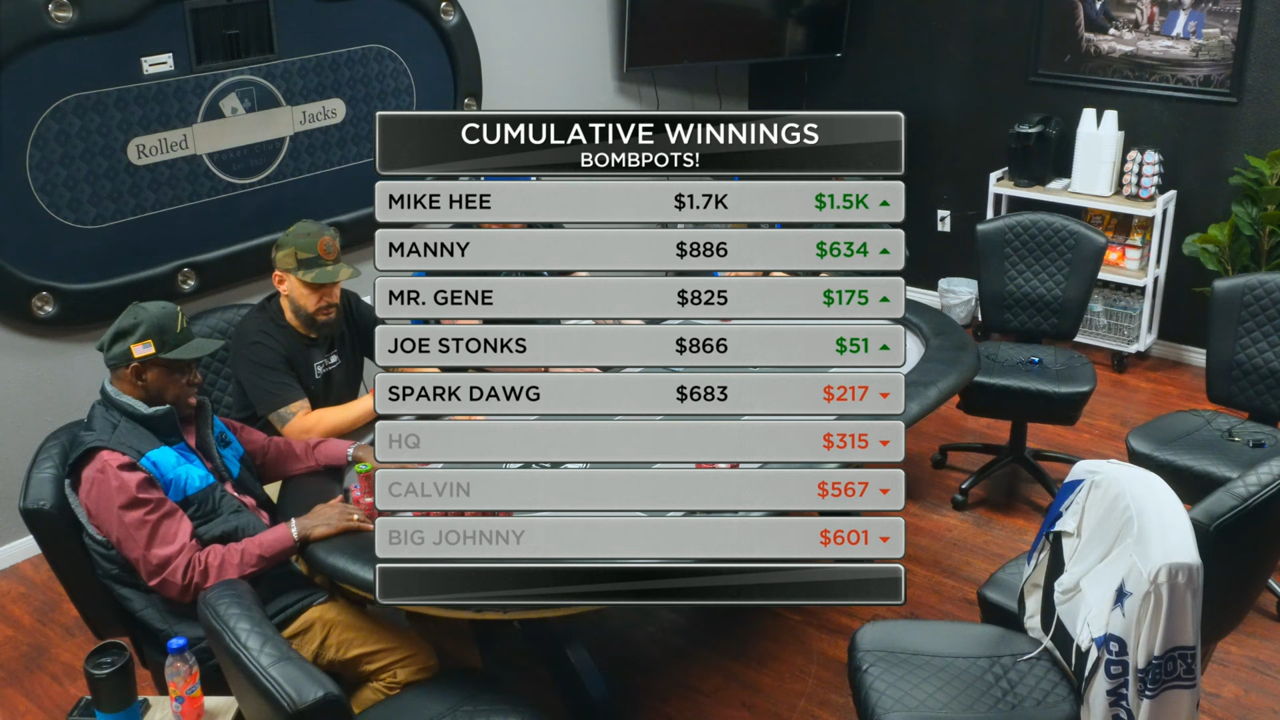 Rolled
Jacks
CUMULATIVE WINNINGS
BOMBPOTS!
MIKE HEE $1.7K $1.5K
MANNY $886 $634
MR. GENE $825 $175
JOE STONKS $866 $51
SPARK DAWG $683 $217
HQ $315
CALVIN $567
BIG JOHNNY $601